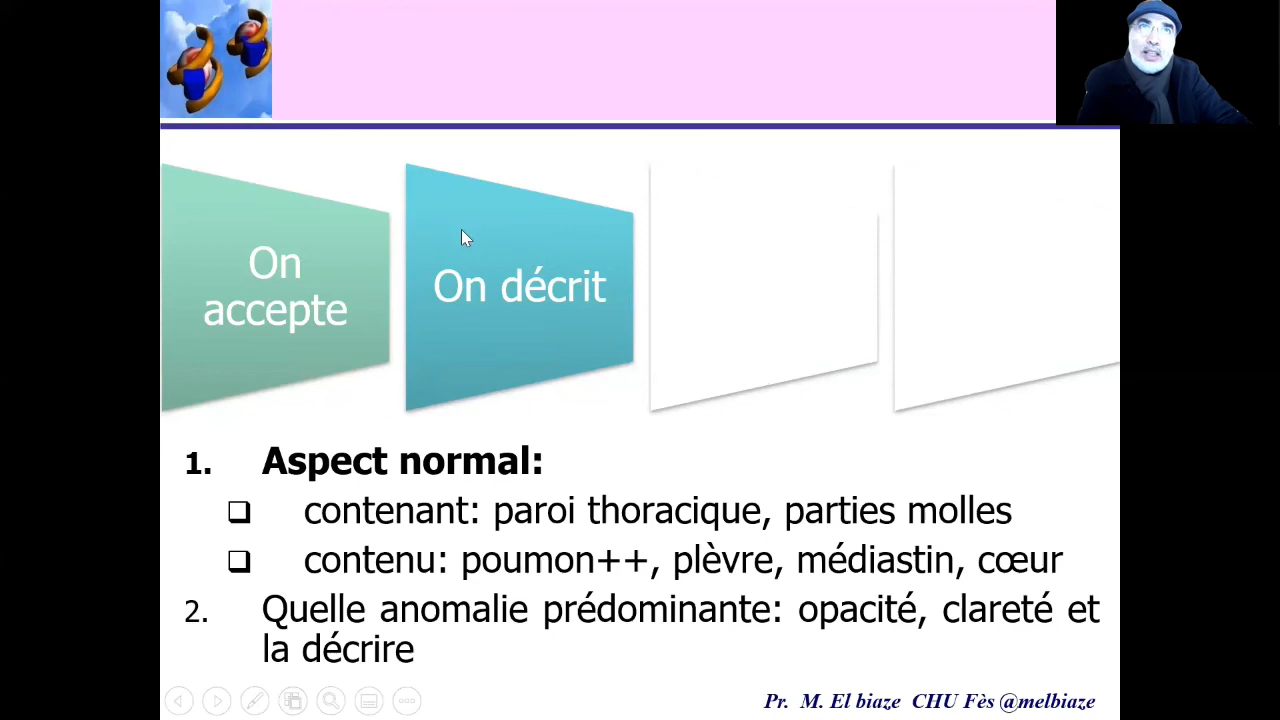 On
accepte
On décrit
1. Aspect normal:
❑ contenant: paroi thoracique, parties molles
❑ contenu: poumon++, plèvre, médiastin, cœur
2. Quelle anomalie prédominante: opacité, clareté et
la décrire
Pr. M. El biaze CHU Fès @melbiaze